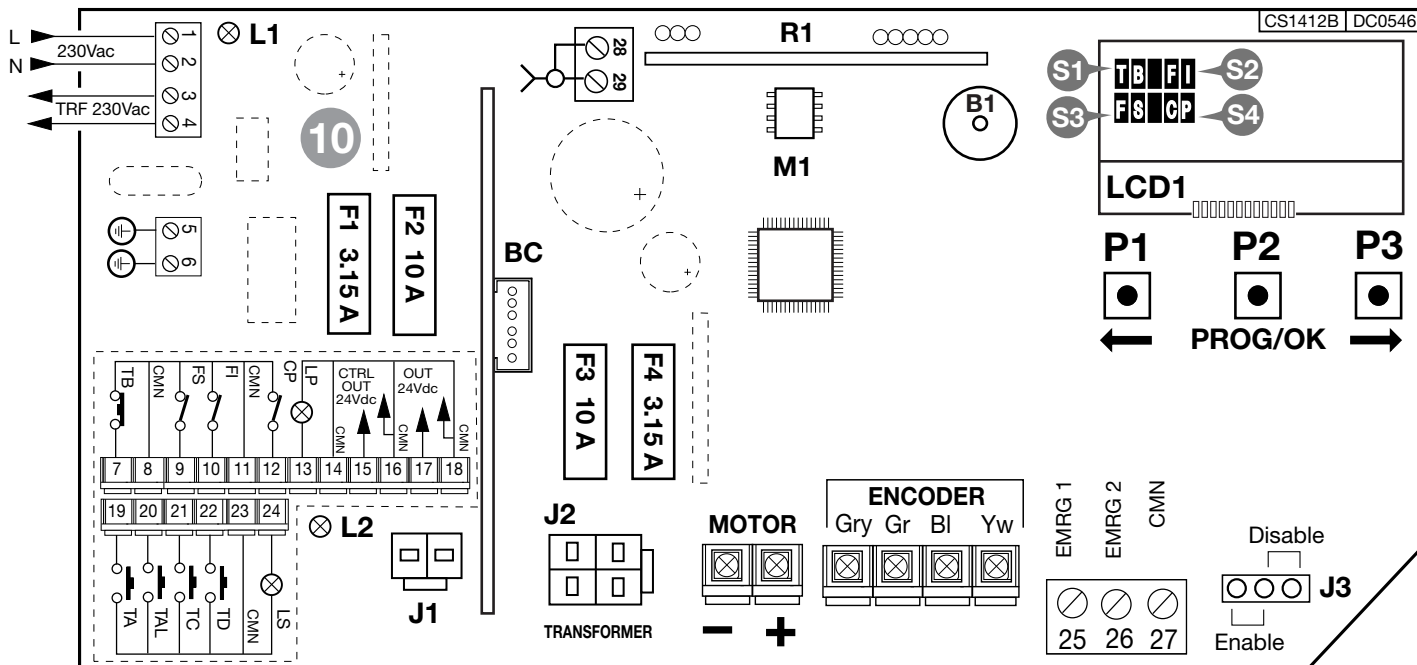 CS1412B DC0546
L 230Vac
N
TRF 230Vac
1
2
3
4
L1
10
5
6
F1 3.15 A
F2 10 A
28
29
R1
M1
B1
S1 TB FI S2
S3 FS CP S4
LCD1
P1 P2 P3
PROG/OK
BC
F3 10 A
F4 3.15 A
TB CMN FS FI CMN CP LP CTRL OUT 24Vdc CMN CMN OUT 24Vdc CMN
7 8 9 10 11 12 13 14 15 16 17 18
19 20 21 22 23 24
TA TAL TC TD CMN LS
L2
J1
J2
TRANSFORMER
MOTOR
– +
ENCODER
Gry Gr Bl Yw
EMRG 1 EMRG 2 CMN
25 26 27
Disable
J3
Enable